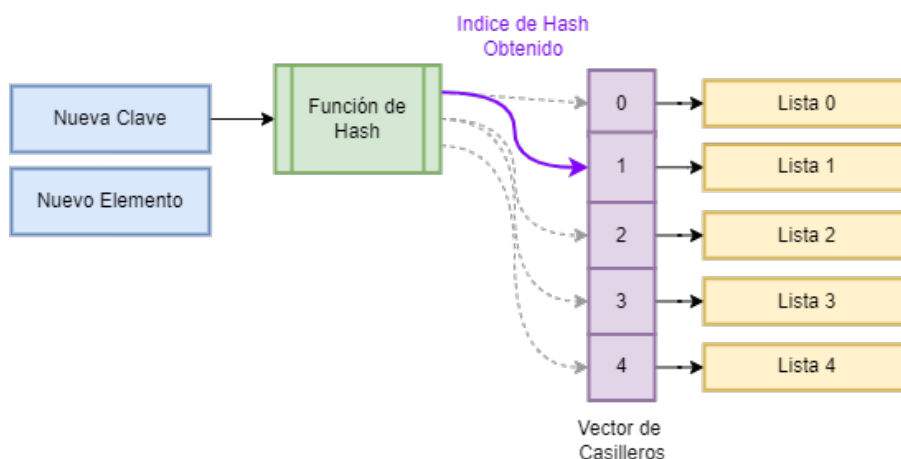 Indice de Hash
Obtenido
Nueva Clave
Función de
Hash
Nuevo Elemento
0
Lista 0
1
Lista 1
2
Lista 2
3
Lista 3
4
Lista 4
Vector de
Casilleros